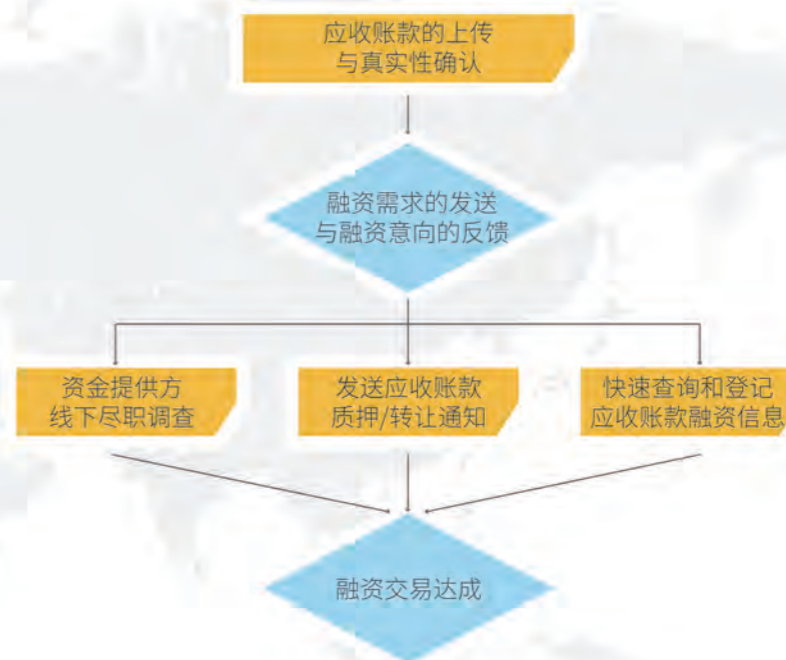 应收账款的上传
与真实性确认
融资需求的发送
与融资意向的反馈
资金提供方
线下尽职调查
发送应收账款
质押/转让通知
快速查询和登记
应收账款融资信息
融资交易达成